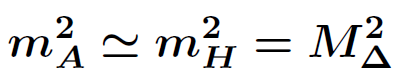 m_A^2 ≃ m_H^2 = M_Δ^2